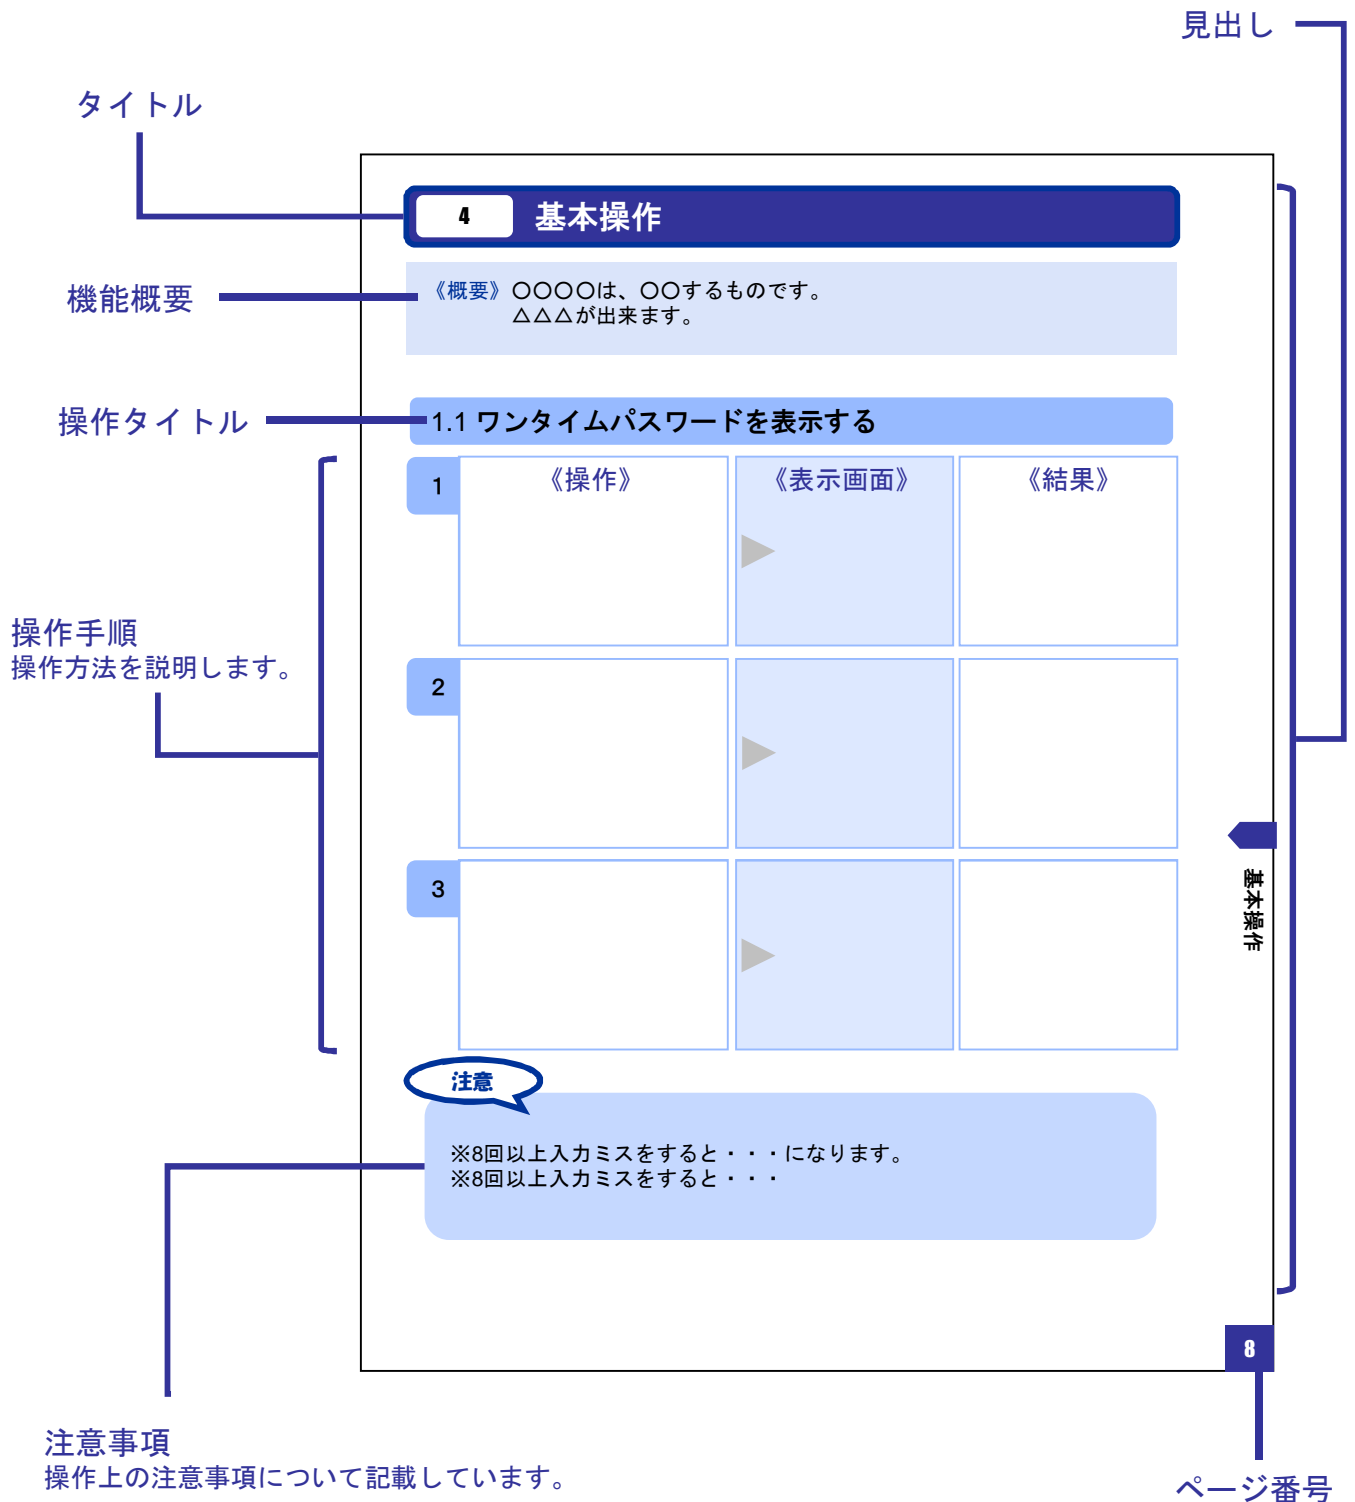 見出し
タイトル
4 基本操作
機能概要
《概要》〇〇〇〇は、〇〇するものです。
△△△が出来ます。
操作タイトル
1.1 ワンタイムパスワードを表示する
1 《操作》 《表示画面》 《結果》
操作手順
操作方法を説明します。
2
3
基本操作
注意
※8回以上入力ミスをすると・・・になります。
※8回以上入力ミスをすると・・・
8
注意事項
操作上の注意事項について記載しています。
ページ番号